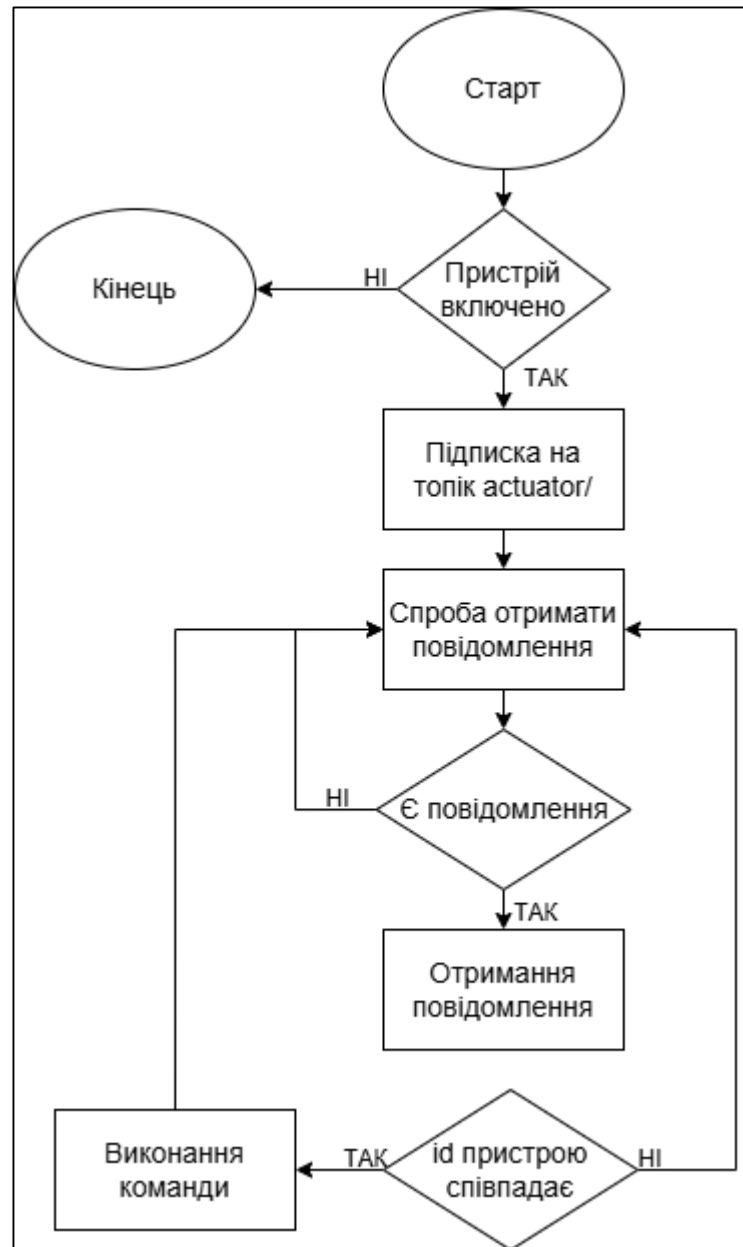 Старт
Кінець
НІ
Пристрій
включено
ТАК
Підписка на
топік actuator/
Спроба отримати
повідомлення
НІ
Є повідомлення
ТАК
Отримання
повідомлення
Виконання
команди
ТАК
id пристрою
співпадає
НІ